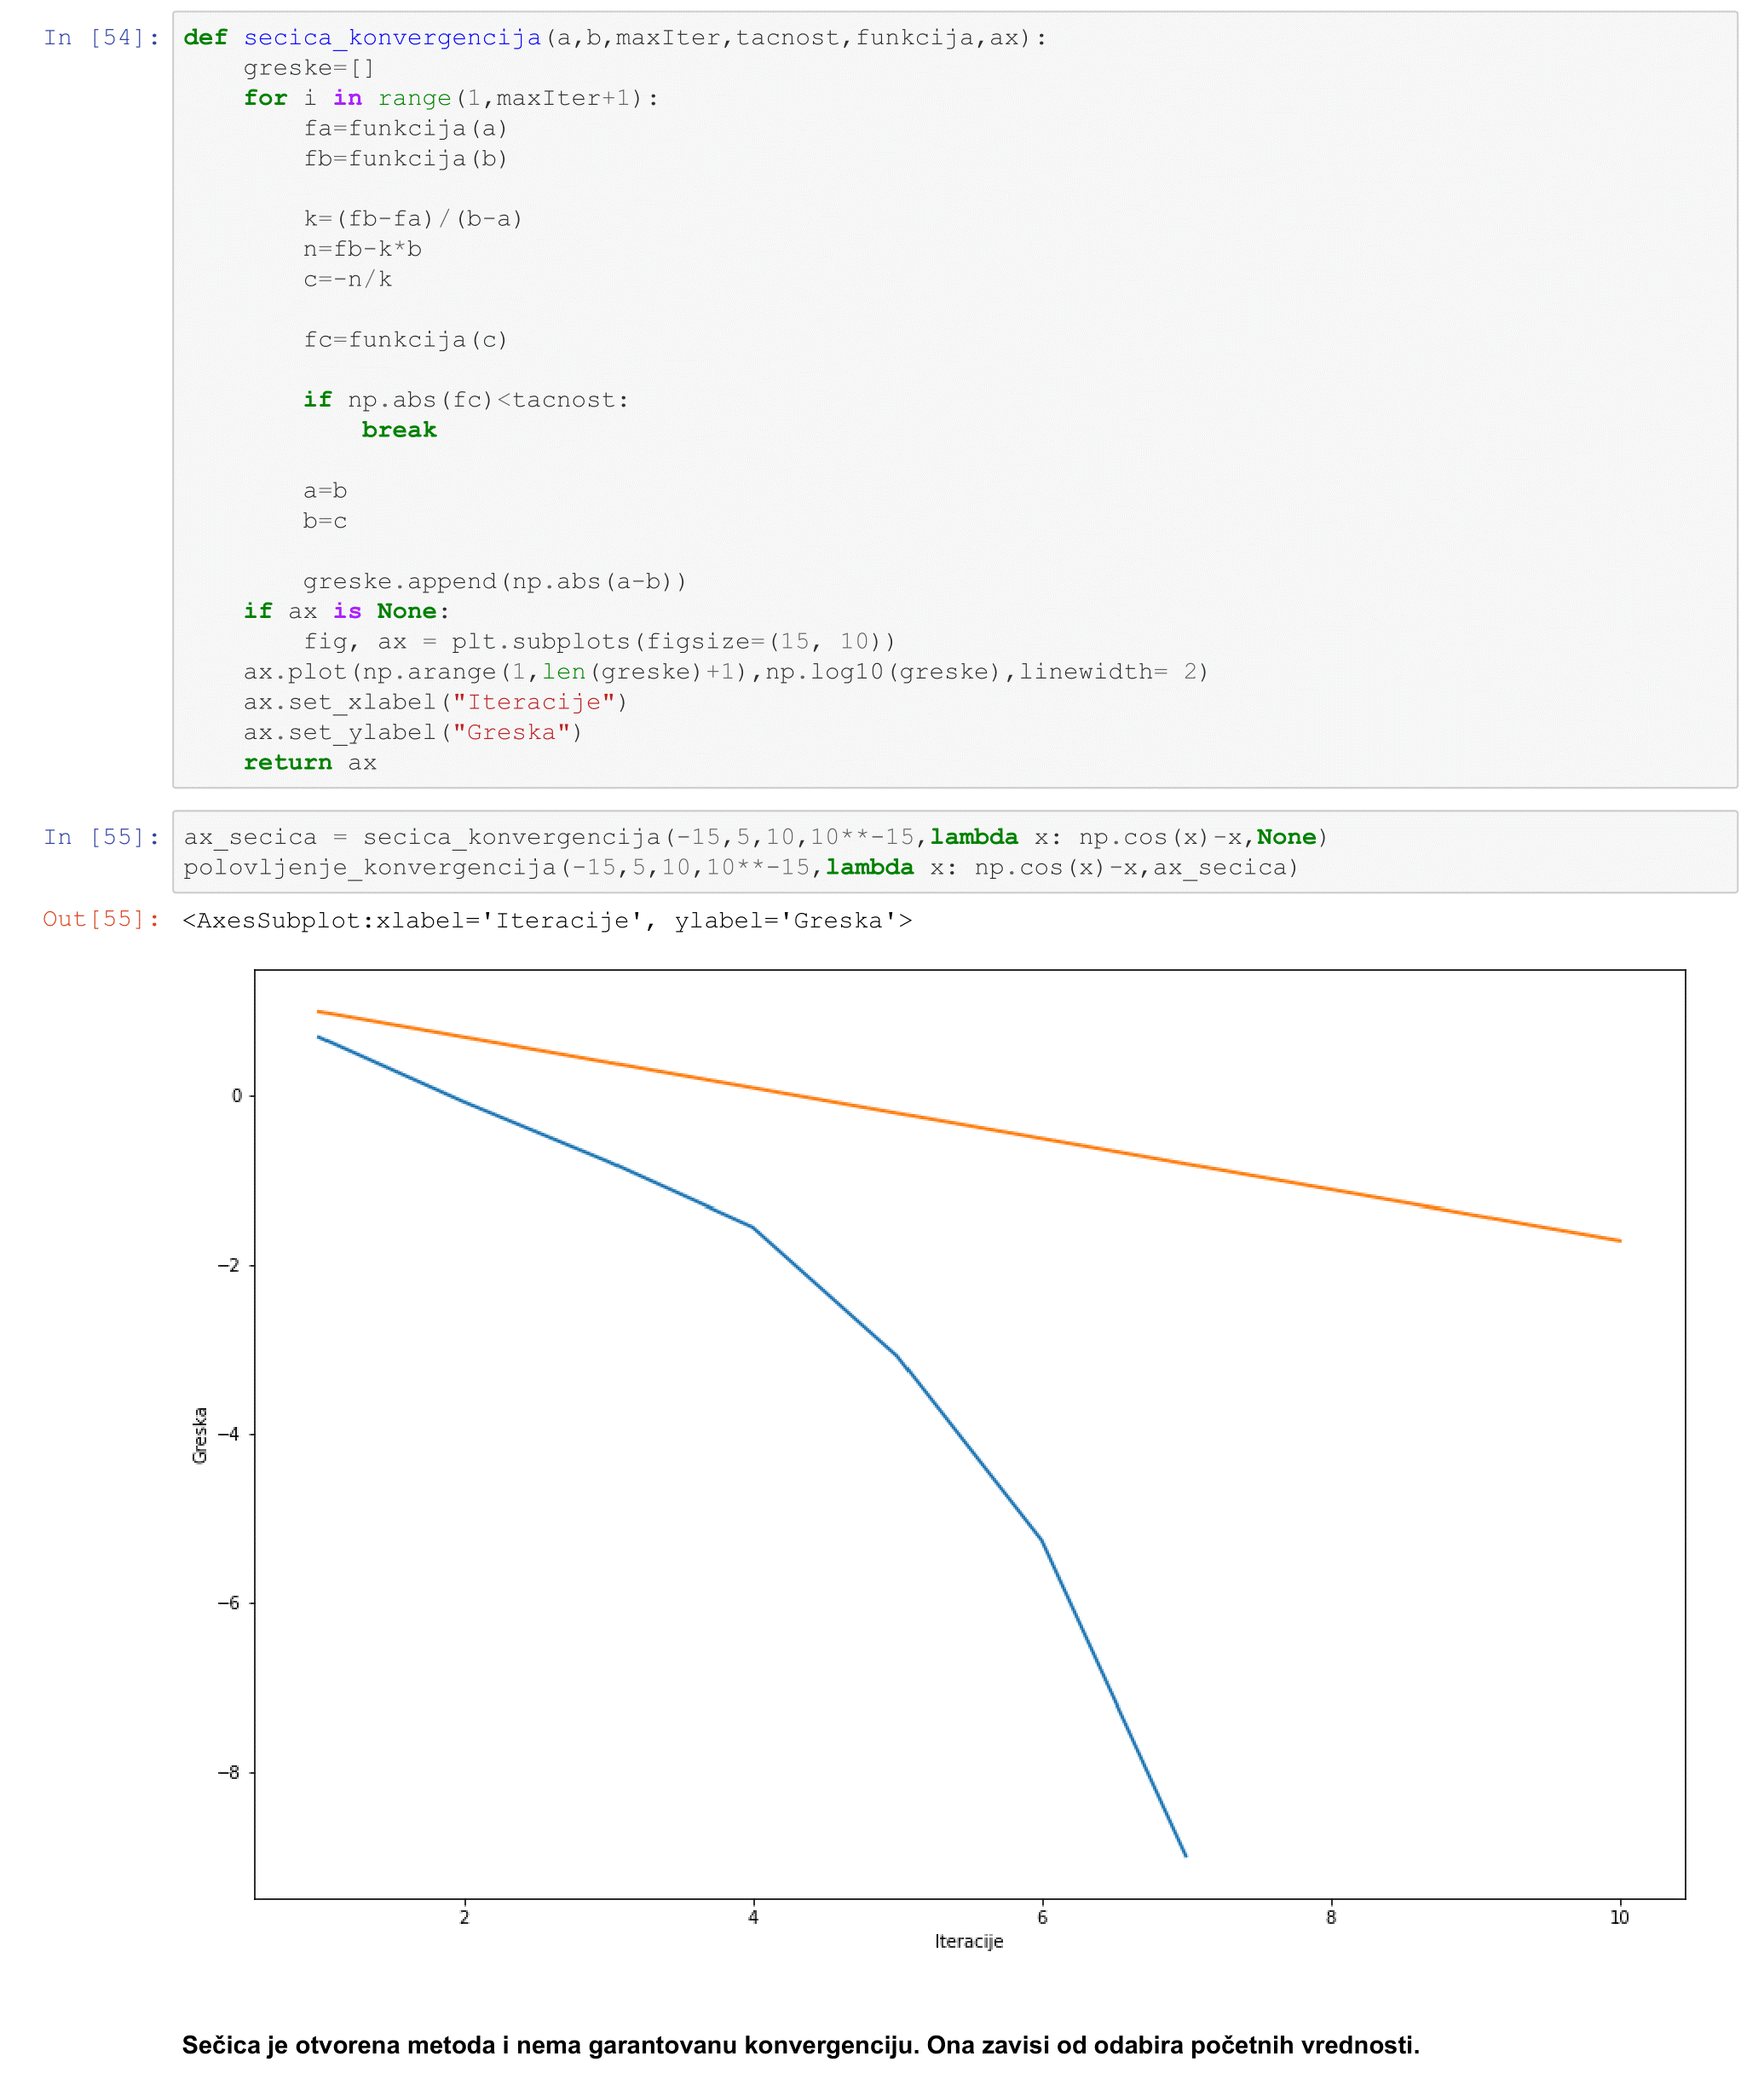 In [54]: def secica_konvergencija(a,b,maxIter,tacnost,funkcija,ax):
    greske=[]
    for i in range(1,maxIter+1):
        fa=funkcija(a)
        fb=funkcija(b)
        k=(fb-fa)/(b-a)
        n=fb-k*b
        c=-n/k
        fc=funkcija(c)
        if np.abs(fc)<tacnost:
            break
        a=b
        b=c
        greske.append(np.abs(a-b))
    if ax is None:
        fig, ax = plt.subplots(figsize=(15, 10))
    ax.plot(np.arange(1,len(greske)+1),np.log10(greske),linewidth= 2)
    ax.set_xlabel("Iteracije")
    ax.set_ylabel("Greska")
    return ax
In [55]: ax_secica = secica_konvergencija(-15,5,10,10**-15,lambda x: np.cos(x)-x,None)
polovljenje_konvergencija(-15,5,10,10**-15,lambda x: np.cos(x)-x,ax_secica)
Out[55]: <AxesSubplot:xlabel='Iteracije', ylabel='Greska'>
0
−2
−4
−6
−8
Greska
2 4 6 8 10
Iteracije
Sečica je otvorena metoda i nema garantovanu konvergenciju. Ona zavisi od odabira početnih vrednosti.